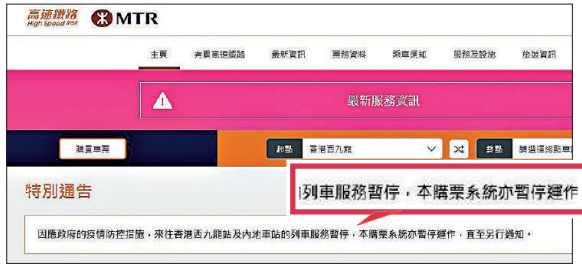 高速鐵路
High Speed Rail
MTR
主頁 有關高速鐵路 最新資訊 票務資料 乘車須知 服務及設施 旅遊資訊
最新服務資訊
購買車票 起點 香港西九龍 終點
特別通告
列車服務暫停，本購票系統亦暫停運作
因應政府的疫情防控措施，來往香港西九龍站及內地車站的列車服務暫停，本購票系統亦暫停運作，直至另行通知。